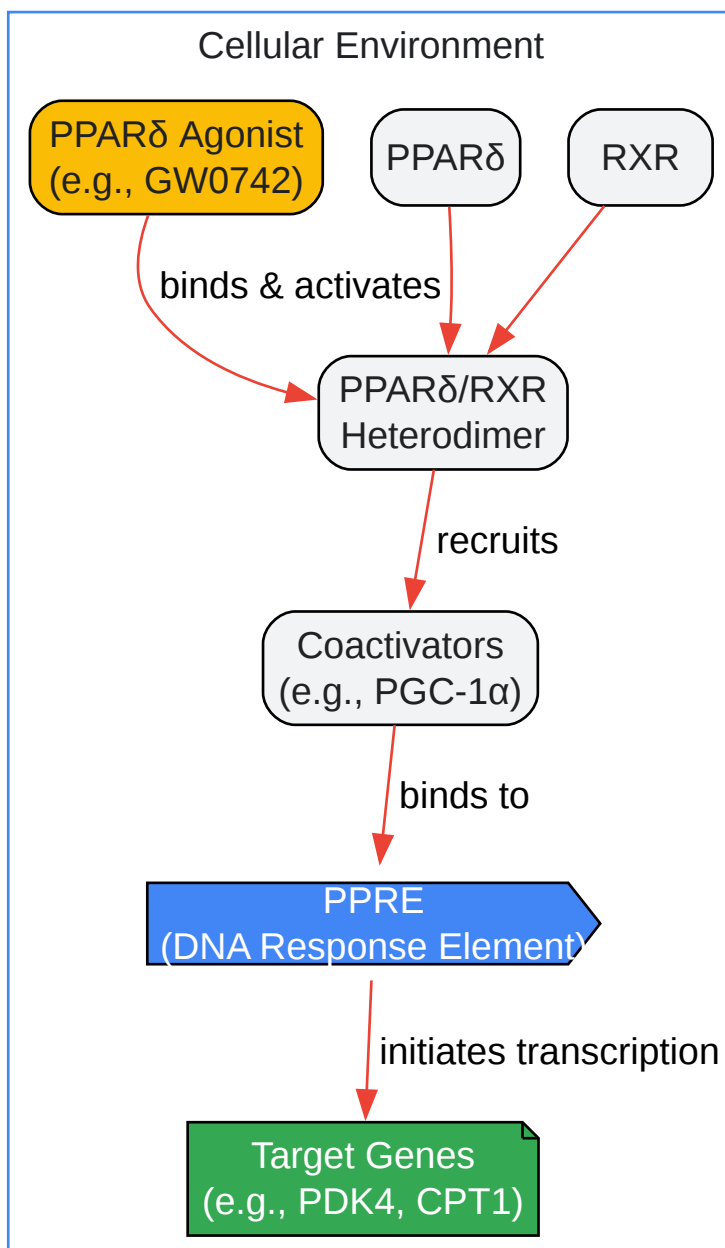 Cellular Environment
PPARδ Agonist
(e.g., GW0742)
PPARδ
RXR
binds & activates
PPARδ/RXR
Heterodimer
recruits
Coactivators
(e.g., PGC-1α)
binds to
PPRE
(DNA Response Element)
initiates transcription
Target Genes
(e.g., PDK4, CPT1)